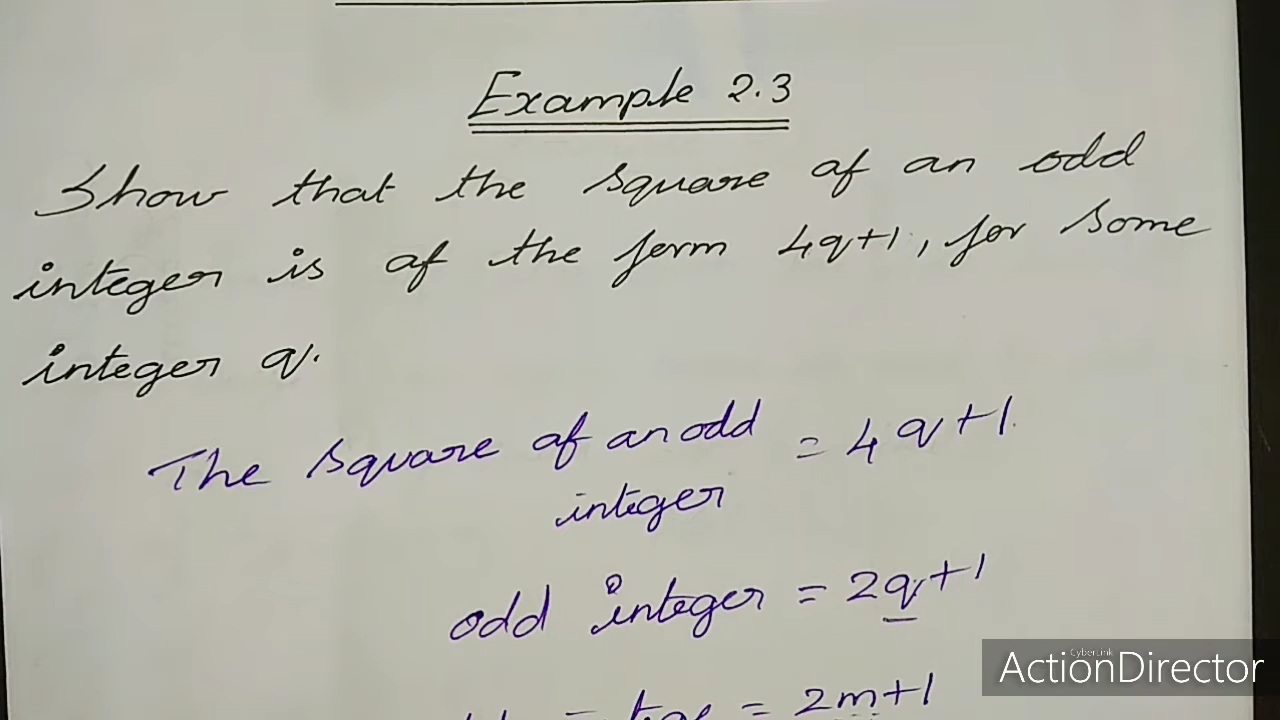 Example 2.3
Show that the square of an odd
integer is of the form 4q+1, for some
integer q.
The square of an odd = 4q+1.
integer
odd integer = 2q+1
= 2m+1
CyberLink
ActionDirector